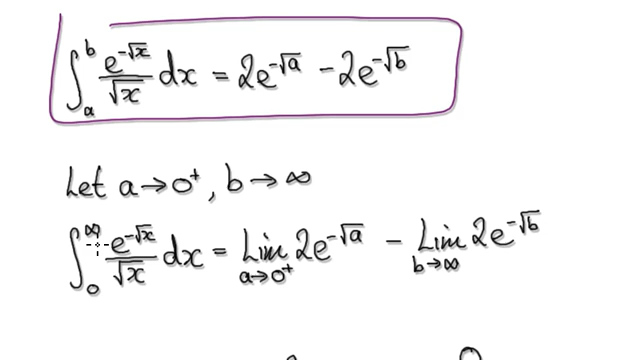 ∫_a^b e^{-√x}/√x dx = 2e^{-√a} - 2e^{-√b}
Let a→0⁺, b→∞
∫_0^∞ e^{-√x}/√x dx = Lim_{a→0⁺} 2e^{-√a} - Lim_{b→∞} 2e^{-√b}